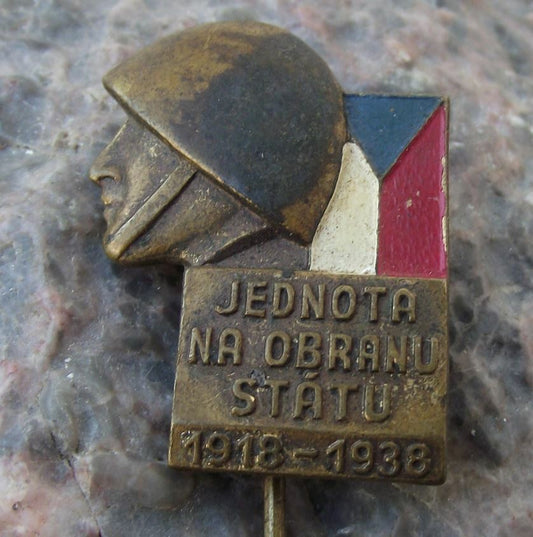 JEDNOTA
NA OBRANU
STÁTU
1918-1938